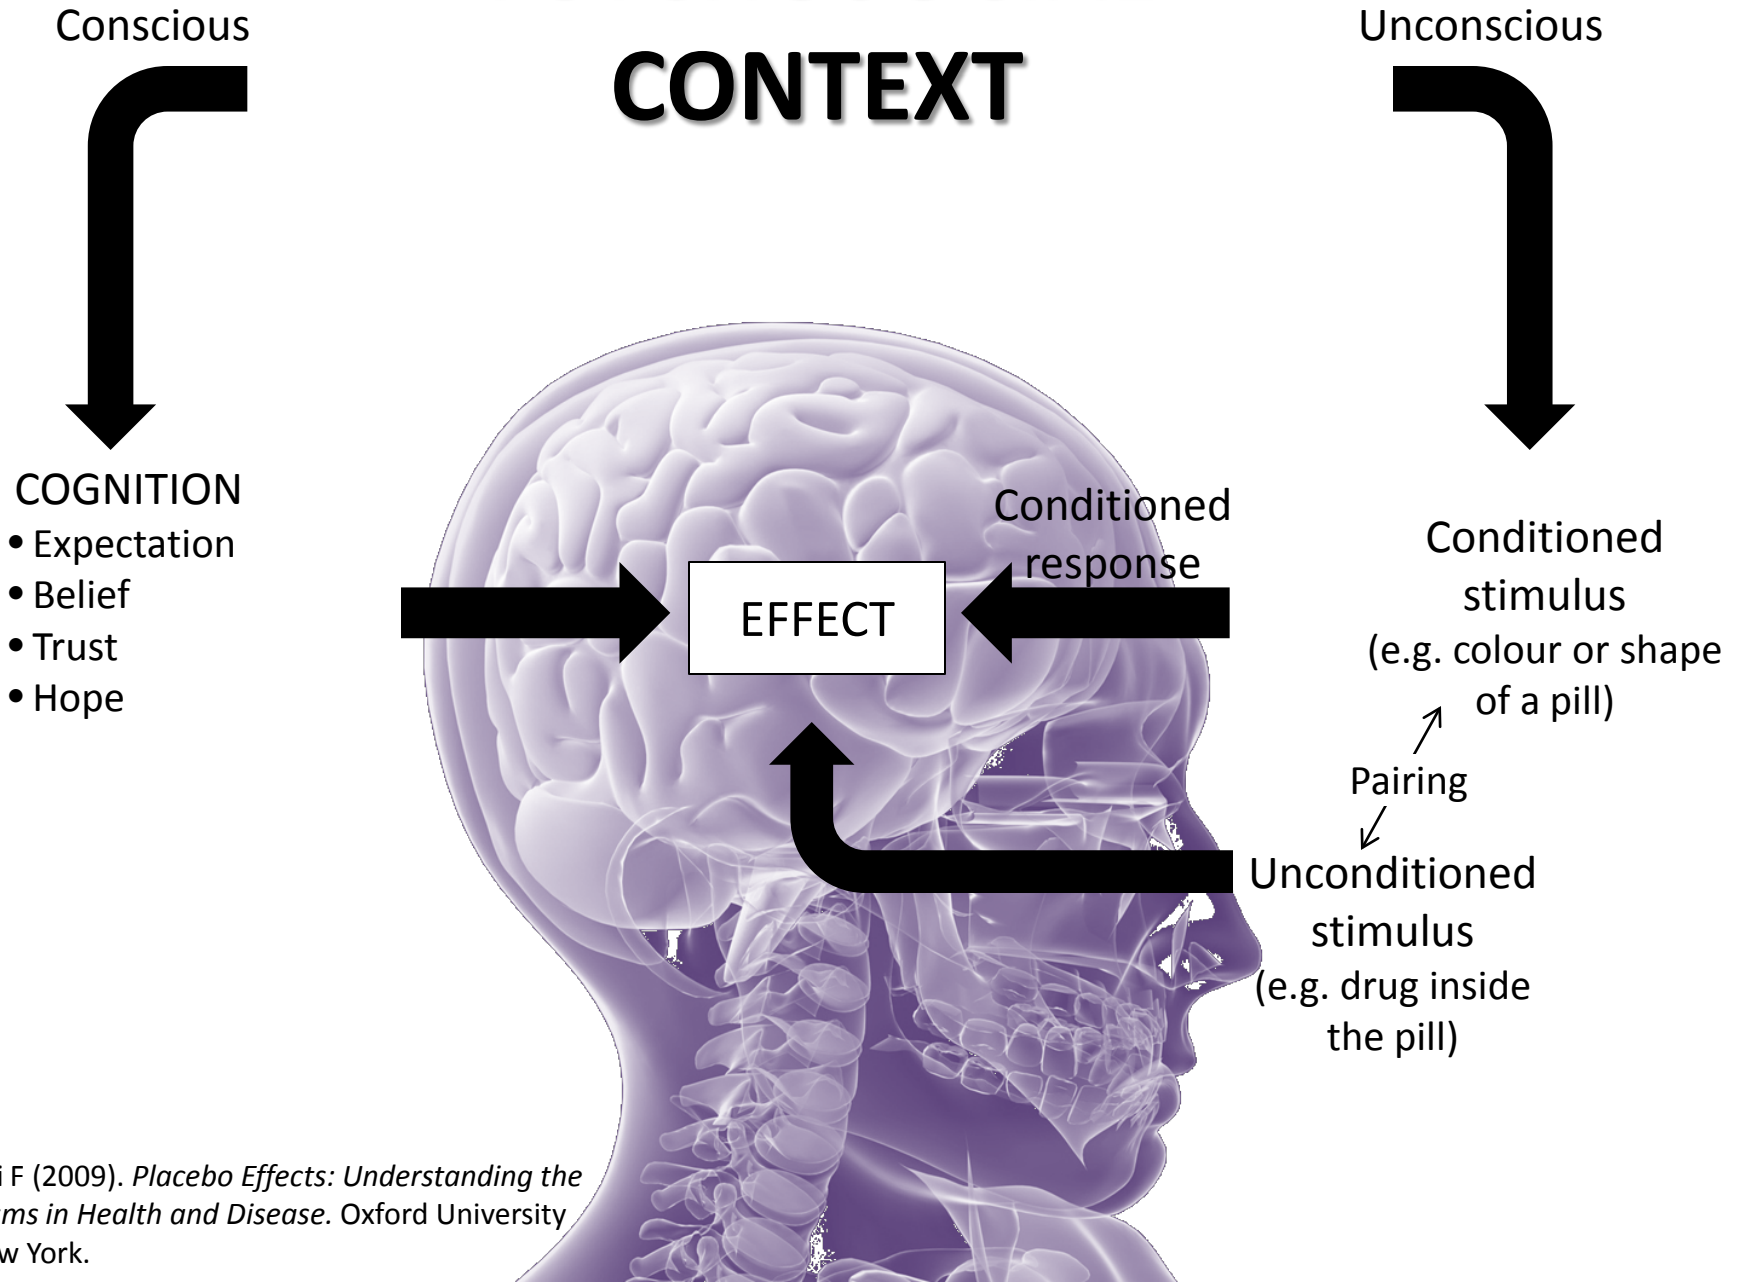 Conscious
Unconscious
CONTEXT
COGNITION
• Expectation
• Belief
• Trust
• Hope
Conditioned
response
EFFECT
Conditioned
stimulus
(e.g. colour or shape
of a pill)
Pairing
Unconditioned
stimulus
(e.g. drug inside
the pill)
i F (2009). Placebo Effects: Understanding the
ms in Health and Disease. Oxford University
w York.